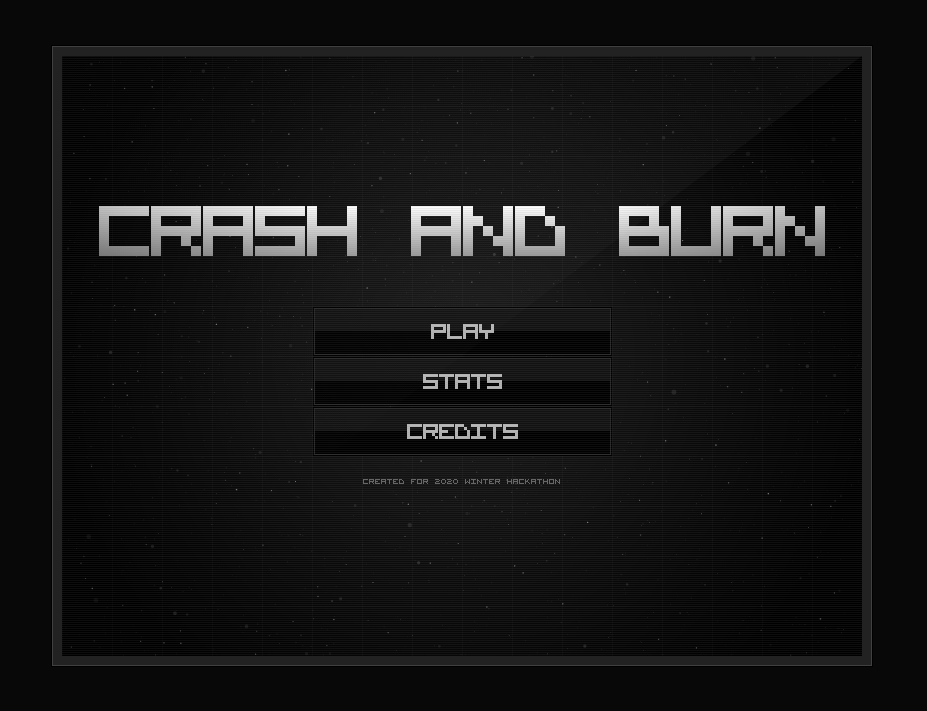 CRASH AND BURN
PLAY
STATS
CREDITS
CREATED FOR 2020 WINTER HACKATHON